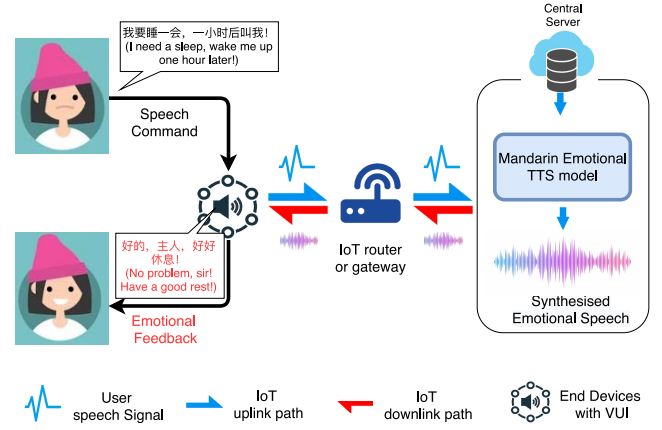 我要睡一会，一小时后叫我！
(I need a sleep, wake me up
one hour later!)
Speech
Command
好的，主人，好好
休息！
(No problem, sir!
Have a good rest!)
Emotional
Feedback
IoT router
or gateway
Central
Server
Mandarin Emotional
TTS model
Synthesised
Emotional Speech
User
speech Signal
IoT
uplink path
IoT
downlink path
End Devices
with VUI